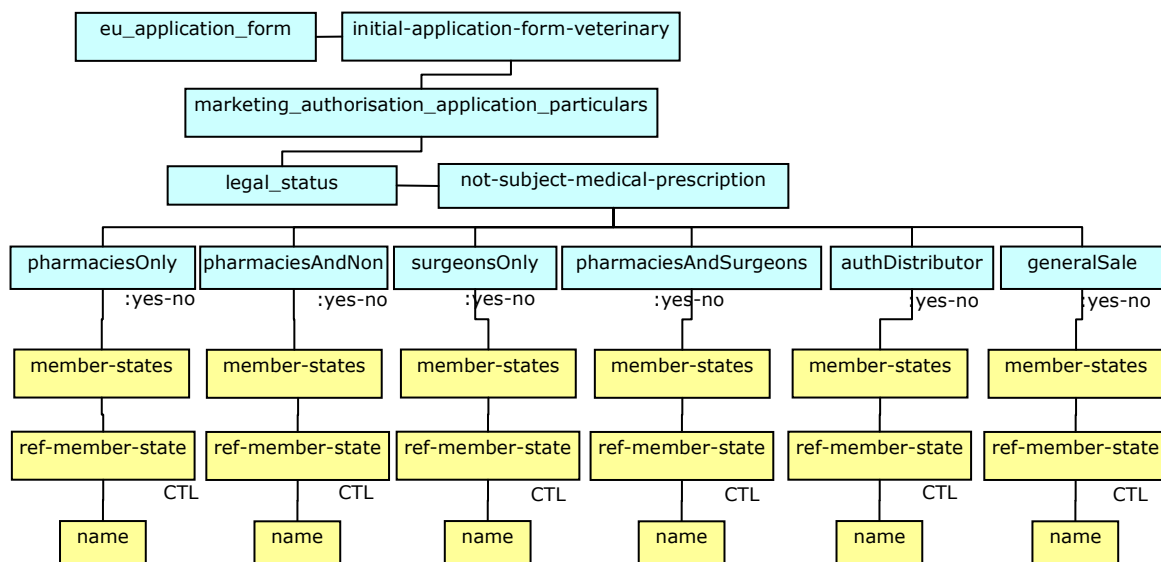 eu_application_form
initial-application-form-veterinary
marketing_authorisation_application_particulars
legal_status
not-subject-medical-prescription
pharmaciesOnly
pharmaciesAndNon
surgeonsOnly
pharmaciesAndSurgeons
authDistributor
generalSale
:yes-no
:yes-no
:yes-no
:yes-no
:yes-no
:yes-no
member-states
member-states
member-states
member-states
member-states
member-states
ref-member-state
ref-member-state
ref-member-state
ref-member-state
ref-member-state
ref-member-state
CTL
CTL
CTL
CTL
CTL
CTL
name
name
name
name
name
name